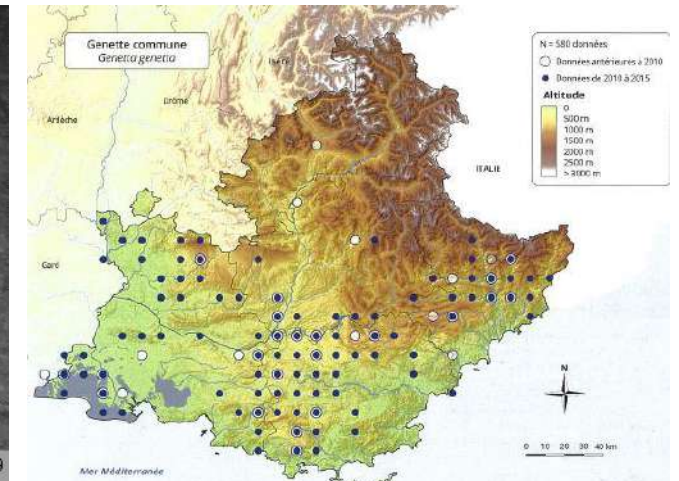 Genette commune
Genetta genetta
N = 580 données
Données antérieures à 2010
Données de 2010 à 2015
Altitude
0
500 m
1000 m
1500 m
2000 m
2500 m
> 3000 m
Isère
Drôme
Ardèche
ITALIE
Gard
N
0 10 20 30 40 km
Mer Méditerranée
9